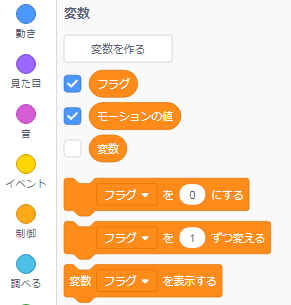 動き
見た目
音
イベント
制御
調べる
変数
変数を作る
フラグ
モーションの値
変数
フラグ を 0 にする
フラグ を 1 ずつ変える
変数 フラグ を表示する